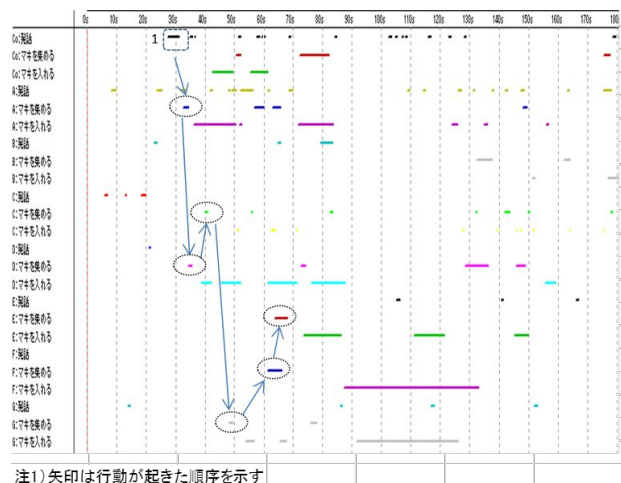 0s 10s 20s 30s 40s 50s 60s 70s 80s 90s 100s 110s 120s 130s 140s 150s 160s 170s 180
Co:発話
1
Co:マキを集める
Co:マキを入れる
A:発話
A:マキを集める
A:マキを入れる
B:発話
B:マキを集める
B:マキを入れる
C:発話
C:マキを集める
C:マキを入れる
D:発話
D:マキを集める
D:マキを入れる
E:発話
E:マキを集める
E:マキを入れる
F:発話
F:マキを集める
F:マキを入れる
G:発話
G:マキを集める
G:マキを入れる
注1)矢印は行動が起きた順序を示す